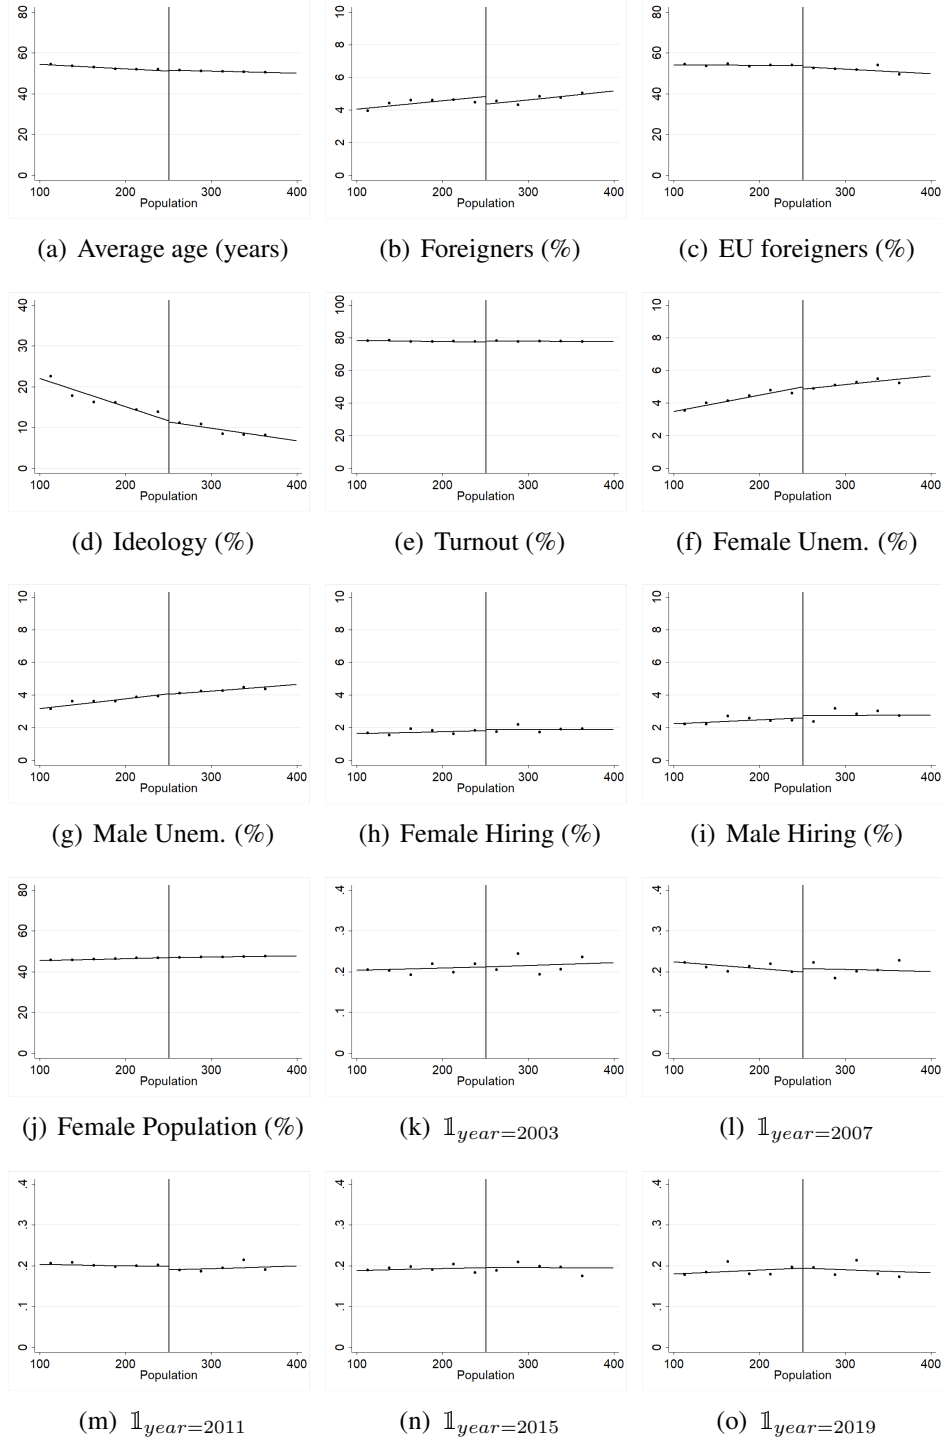 80
60
40
20
0
100 200 300 400
Population
(a) Average age (years)
10
8
6
4
2
0
100 200 300 400
Population
(b) Foreigners (%)
80
60
40
20
0
100 200 300 400
Population
(c) EU foreigners (%)
40
30
20
10
0
100 200 300 400
Population
(d) Ideology (%)
100
80
60
40
20
0
100 200 300 400
Population
(e) Turnout (%)
10
8
6
4
2
0
100 200 300 400
Population
(f) Female Unem. (%)
10
8
6
4
2
0
100 200 300 400
Population
(g) Male Unem. (%)
10
8
6
4
2
0
100 200 300 400
Population
(h) Female Hiring (%)
10
8
6
4
2
0
100 200 300 400
Population
(i) Male Hiring (%)
80
60
40
20
0
100 200 300 400
Population
(j) Female Population (%)
.4
.3
.2
.1
0
100 200 300 400
Population
(k) 𝟙year=2003
.4
.3
.2
.1
0
100 200 300 400
Population
(l) 𝟙year=2007
.4
.3
.2
.1
0
100 200 300 400
Population
(m) 𝟙year=2011
.4
.3
.2
.1
0
100 200 300 400
Population
(n) 𝟙year=2015
.4
.3
.2
.1
0
100 200 300 400
Population
(o) 𝟙year=2019